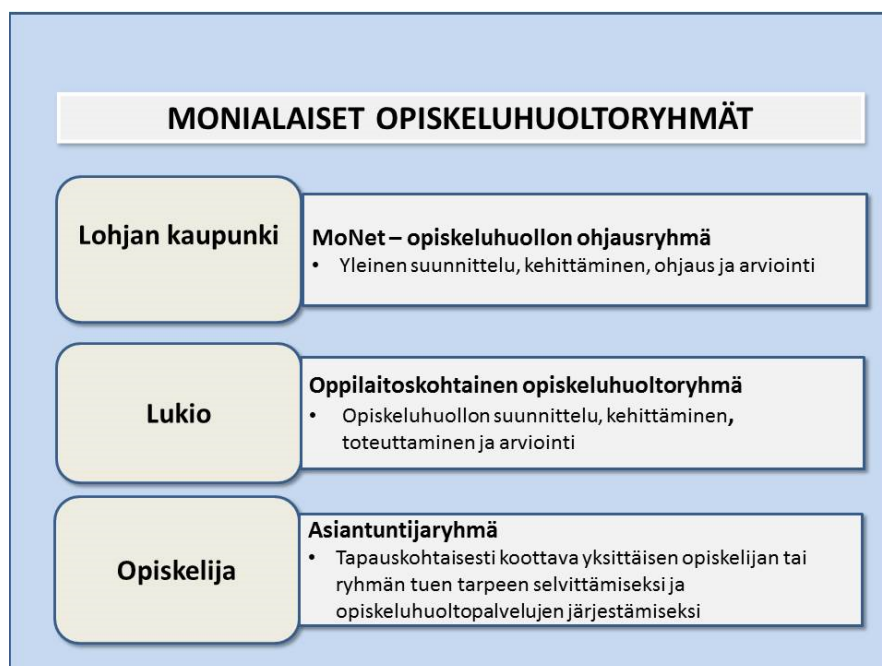 MONIALAISET OPISKELUHUOLTORYHMÄT
Lohjan kaupunki
MoNet – opiskeluhuollon ohjausryhmä
• Yleinen suunnittelu, kehittäminen, ohjaus ja arviointi
Lukio
Oppilaitoskohtainen opiskeluhuoltoryhmä
• Opiskeluhuollon suunnittelu, kehittäminen,
toteuttaminen ja arviointi
Opiskelija
Asiantuntijaryhmä
• Tapauskohtaisesti koottava yksittäisen opiskelijan tai
ryhmän tuen tarpeen selvittämiseksi ja
opiskeluhuoltopalvelujen järjestämiseksi